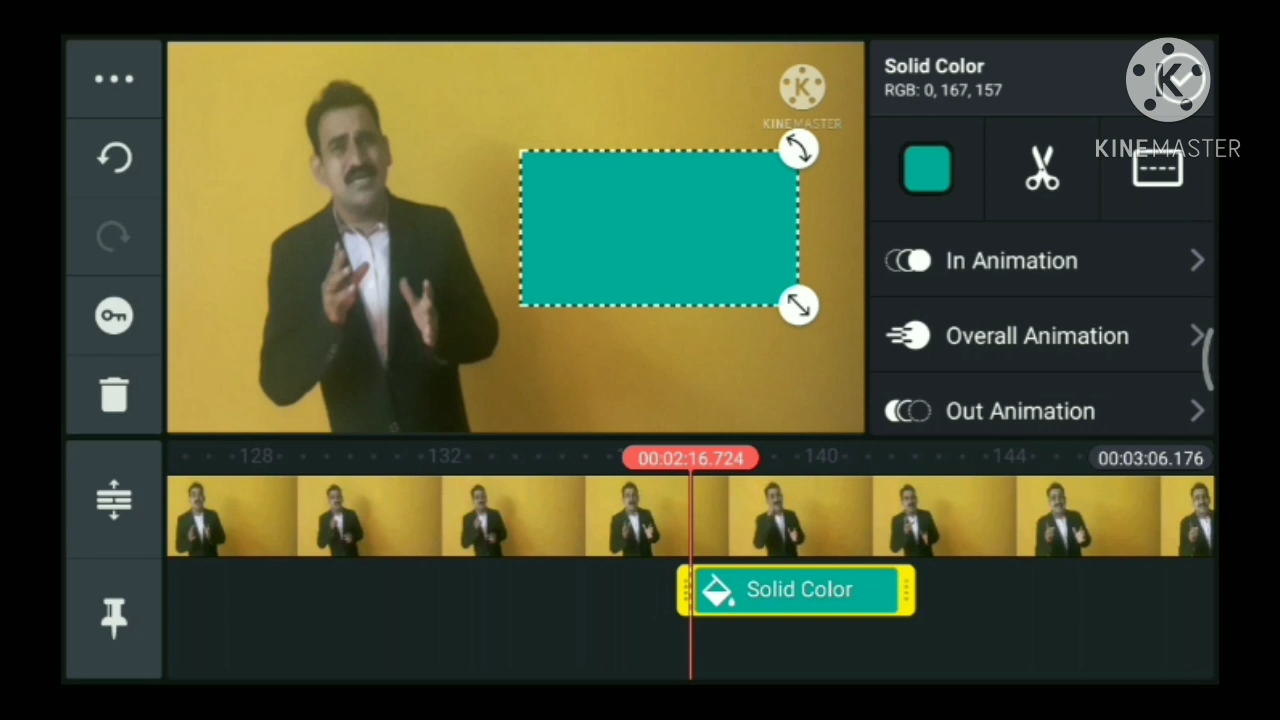 Solid Color
RGB: 0, 167, 157
K
KINEMASTER
K
KINEMASTER
In Animation
Overall Animation
Out Animation
128
132
00:02:16.724
140
144
00:03:06.176
Solid Color